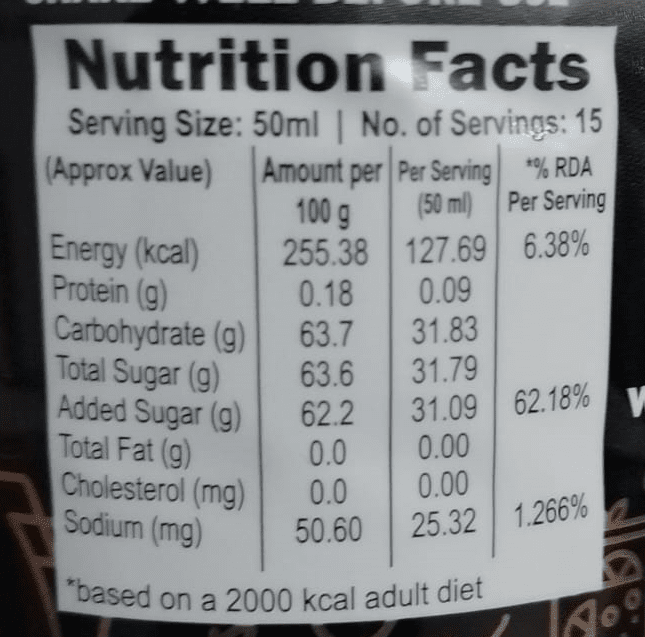 SHAKE WELL BEFORE USE
Nutrition Facts
Serving Size: 50ml | No. of Servings: 15
(Approx Value) Amount per 100 g Per Serving (50 ml) *% RDA Per Serving
Energy (kcal) 255.38 127.69 6.38%
Protein (g) 0.18 0.09
Carbohydrate (g) 63.7 31.83
Total Sugar (g) 63.6 31.79
Added Sugar (g) 62.2 31.09 62.18%
Total Fat (g) 0.0 0.00
Cholesterol (mg) 0.0 0.00
Sodium (mg) 50.60 25.32 1.266%
*based on a 2000 kcal adult diet